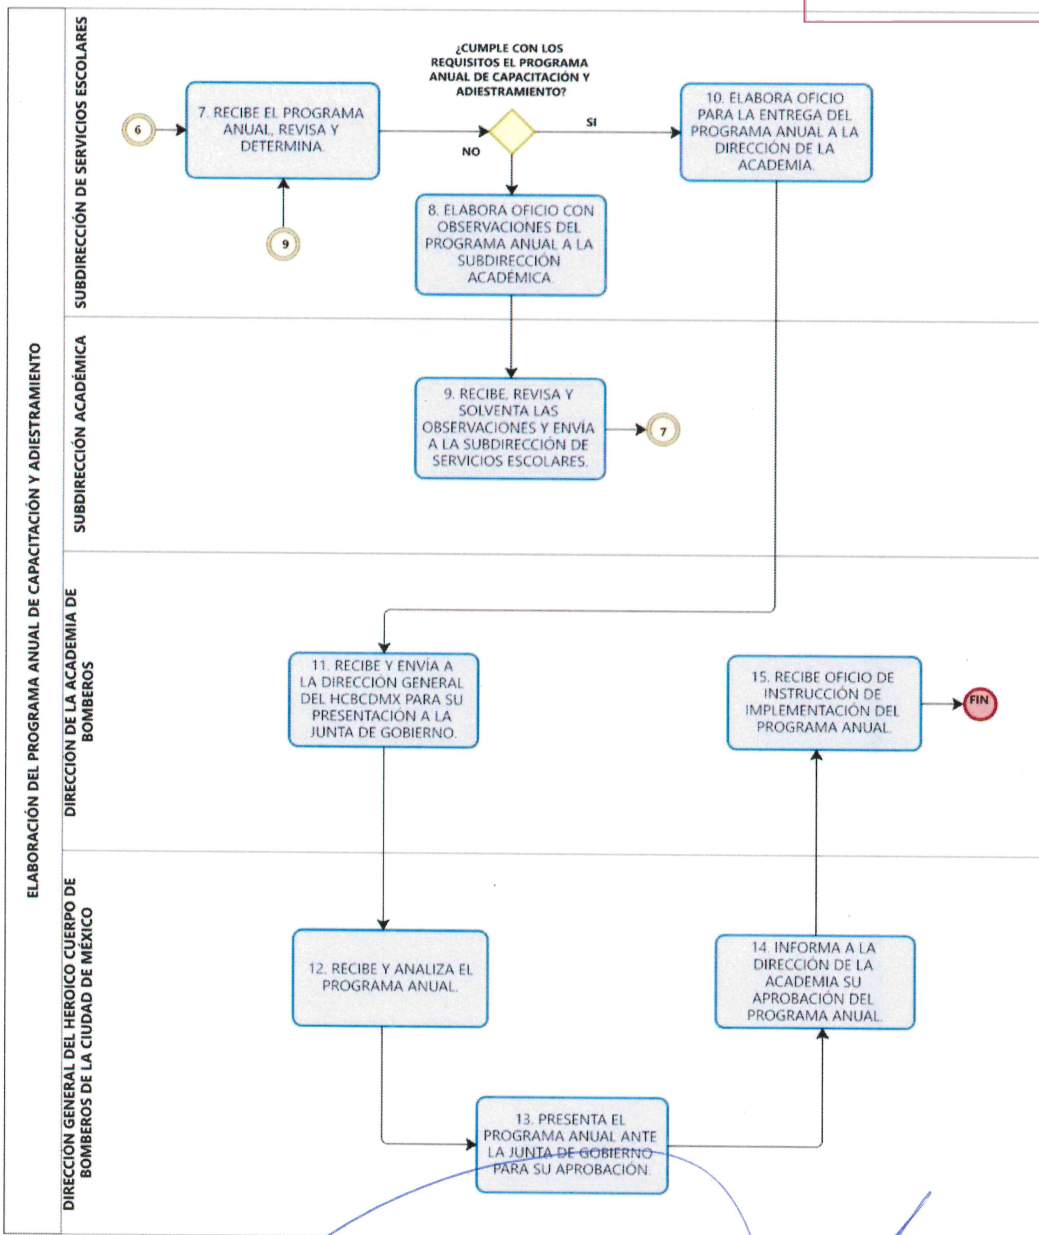 ELABORACIÓN DEL PROGRAMA ANUAL DE CAPACITACIÓN Y ADIESTRAMIENTO
SUBDIRECCIÓN DE SERVICIOS ESCOLARES
6
7. RECIBE EL PROGRAMA
ANUAL, REVISA Y
DETERMINA.
9
¿CUMPLE CON LOS
REQUISITOS EL PROGRAMA
ANUAL DE CAPACITACIÓN Y
ADIESTRAMIENTO?
SI
NO
10. ELABORA OFICIO
PARA LA ENTREGA DEL
PROGRAMA ANUAL A LA
DIRECCIÓN DE LA
ACADEMIA.
8. ELABORA OFICIO CON
OBSERVACIONES DEL
PROGRAMA ANUAL A LA
SUBDIRECCIÓN
ACADÉMICA.
SUBDIRECCIÓN ACADÉMICA
9. RECIBE, REVISA Y
SOLVENTA LAS
OBSERVACIONES Y ENVÍA
A LA SUBDIRECCIÓN DE
SERVICIOS ESCOLARES.
7
DIRECCIÓN DE LA ACADEMIA DE
BOMBEROS
11. RECIBE Y ENVÍA A
LA DIRECCIÓN GENERAL
DEL HCBCDMX PARA SU
PRESENTACIÓN A LA
JUNTA DE GOBIERNO.
15. RECIBE OFICIO DE
INSTRUCCIÓN DE
IMPLEMENTACIÓN DEL
PROGRAMA ANUAL.
FIN
DIRECCIÓN GENERAL DEL HEROICO CUERPO DE
BOMBEROS DE LA CIUDAD DE MÉXICO
12. RECIBE Y ANALIZA EL
PROGRAMA ANUAL.
14. INFORMA A LA
DIRECCIÓN DE LA
ACADEMIA SU
APROBACIÓN DEL
PROGRAMA ANUAL.
13. PRESENTA EL
PROGRAMA ANUAL ANTE
LA JUNTA DE GOBIERNO
PARA SU APROBACIÓN.